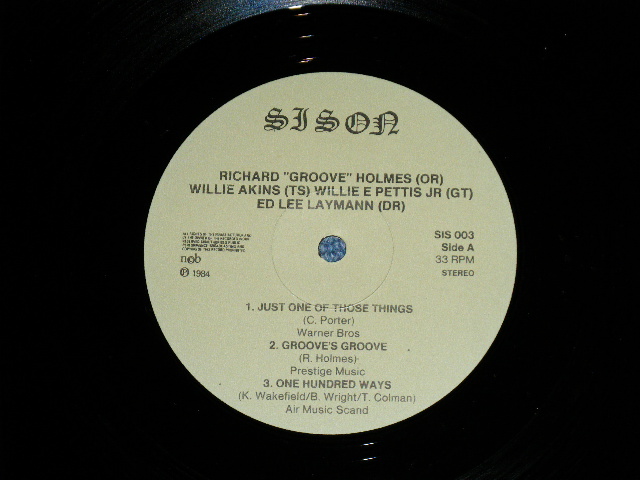 SISON
RICHARD "GROOVE" HOLMES (OR)
WILLIE AKINS (TS) WILLIE E PETTIS JR (GT)
ED LEE LAYMANN (DR)
SIS 003
Side A
33 RPM
STEREO
ncb
℗ 1984
1. JUST ONE OF THOSE THINGS
(C. Porter)
Warner Bros
2. GROOVE'S GROOVE
(R. Holmes)
Prestige Music
3. ONE HUNDRED WAYS
(K. Wakefield/B. Wright/T. Colman)
Air Music Scand